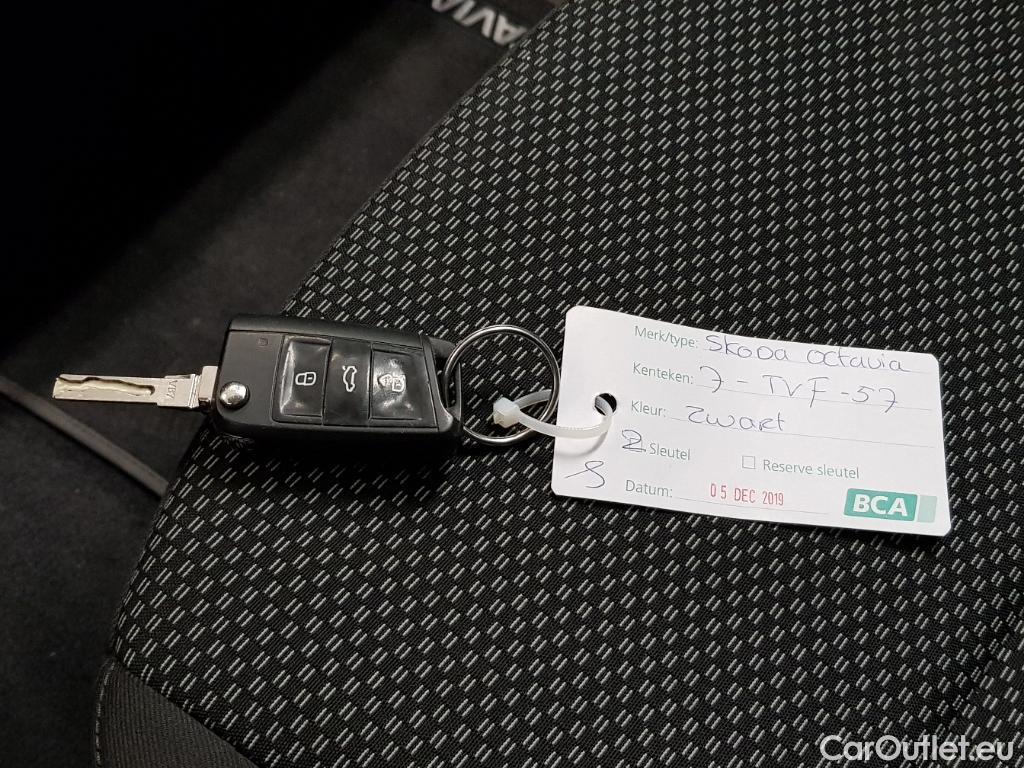 AVIA
Merk/type: Skoda octavia
Kenteken: 7-TVF-57
Kleur: zwart
2 Sleutel Reserve sleutel
Datum: 05 DEC 2019
BCA
CarOutlet.eu